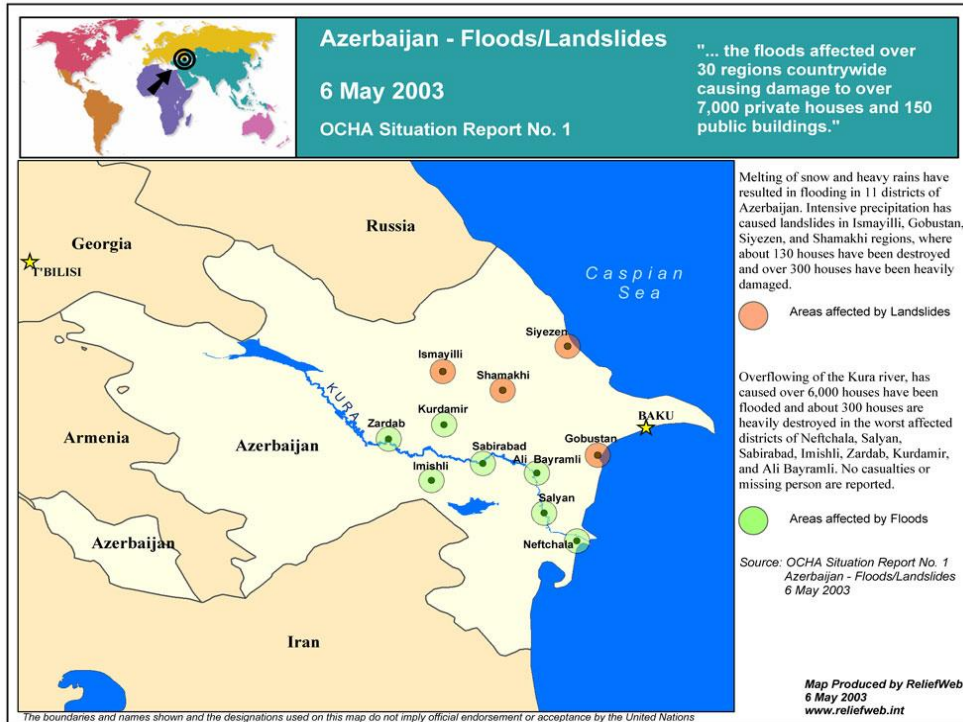 Azerbaijan - Floods/Landslides
6 May 2003
OCHA Situation Report No. 1
"... the floods affected over
30 regions countrywide
causing damage to over
7,000 private houses and 150
public buildings."
Melting of snow and heavy rains have
resulted in flooding in 11 districts of
Azerbaijan. Intensive precipitation has
caused landslides in Ismayilli, Gobustan,
Siyezen, and Shamakhi regions, where
about 130 houses have been destroyed
and over 300 houses have been heavily
damaged.
Areas affected by Landslides
Overflowing of the Kura river, has
caused over 6,000 houses have been
flooded and about 300 houses are
heavily destroyed in the worst affected
districts of Neftchala, Salyan,
Sabirabad, Imishli, Zardab, Kurdamir,
and Ali Bayramli. No casualties or
missing person are reported.
Areas affected by Floods
Source: OCHA Situation Report No. 1
Azerbaijan - Floods/Landslides
6 May 2003
Map Produced by ReliefWeb
6 May 2003
www.reliefweb.int
Russia
Georgia
T'BILISI
Caspian
Sea
Siyezen
Ismayilli
Shamakhi
KURA
Kurdamir
Zardab
BAKU
Armenia
Azerbaijan
Gobustan
Sabirabad
Ali Bayramli
Imishli
Salyan
Azerbaijan
Neftchala
Iran
The boundaries and names shown and the designations used on this map do not imply official endorsement or acceptance by the United Nations